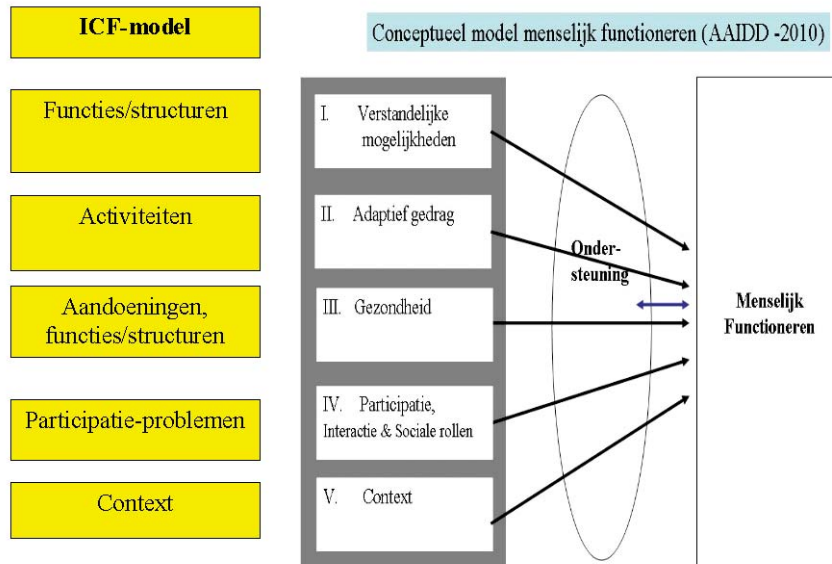 ICF-model
Conceptueel model menselijk functioneren (AAIDD -2010)
Functies/structuren
I. Verstandelijke
mogelijkheden
Activiteiten
II. Adaptief gedrag
Onder-
steuning
Aandoeningen,
functies/structuren
III. Gezondheid
Menselijk
Functioneren
Participatie-problemen
IV. Participatie,
Interactie & Sociale rollen
Context
V. Context